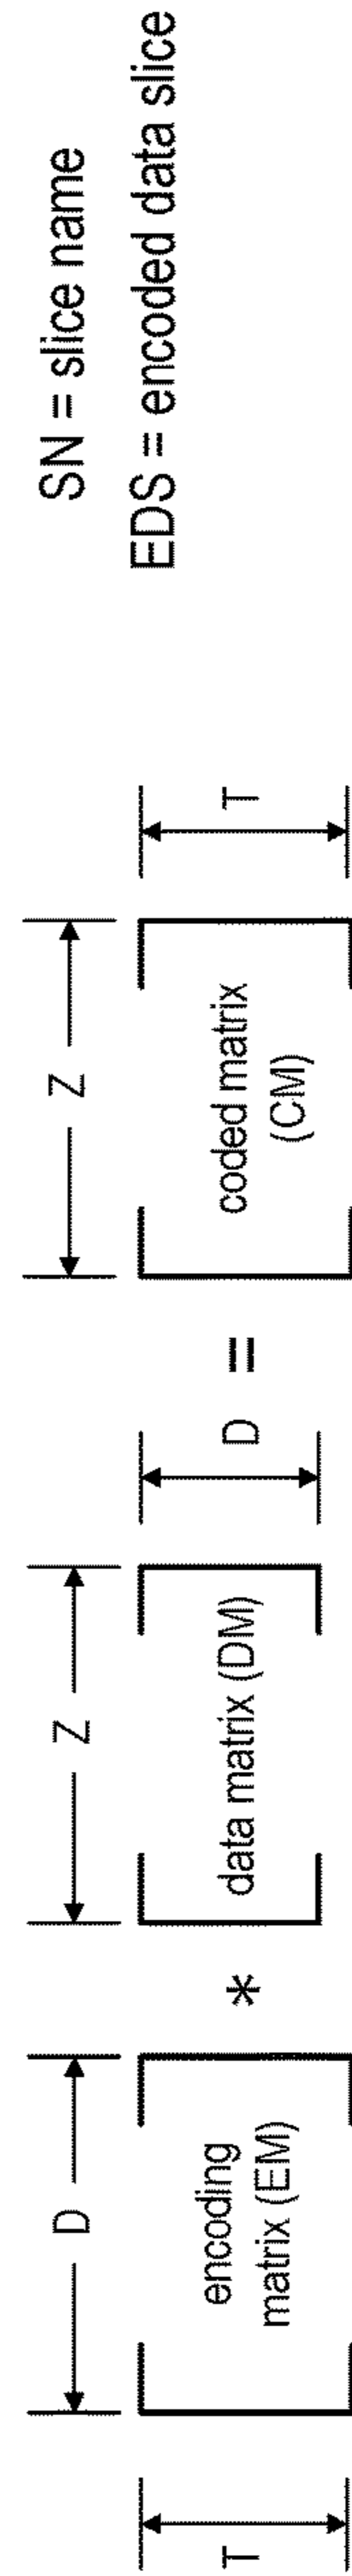 SN = slice name
EDS = encoded data slice
D
Z
Z
T
encoding
matrix (EM)
*
data matrix (DM)
D
=
coded matrix
(CM)
T